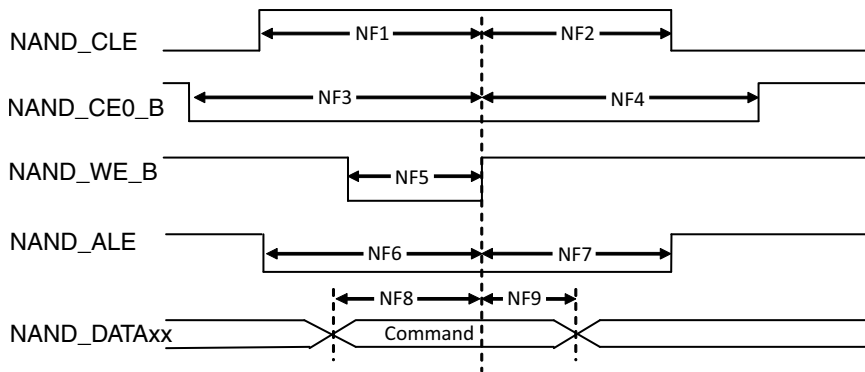 NAND_CLE
NF1
NF2
NAND_CE0_B
NF3
NF4
NAND_WE_B
NF5
NAND_ALE
NF6
NF7
NF8
NF9
NAND_DATAxx
Command